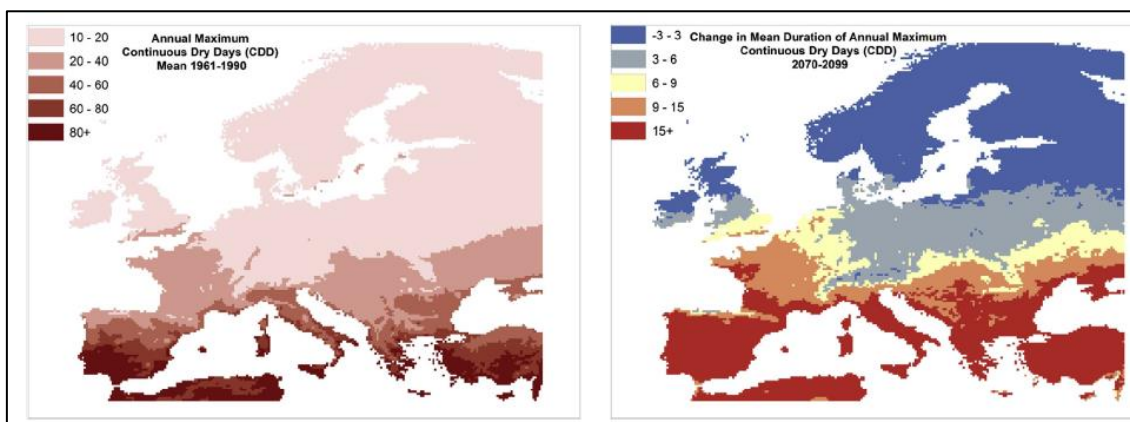 Annual Maximum
Continuous Dry Days (CDD)
Mean 1961-1990
10 - 20
20 - 40
40 - 60
60 - 80
80+
Change in Mean Duration of Annual Maximum
Continuous Dry Days (CDD)
2070-2099
-3 - 3
3 - 6
6 - 9
9 - 15
15+